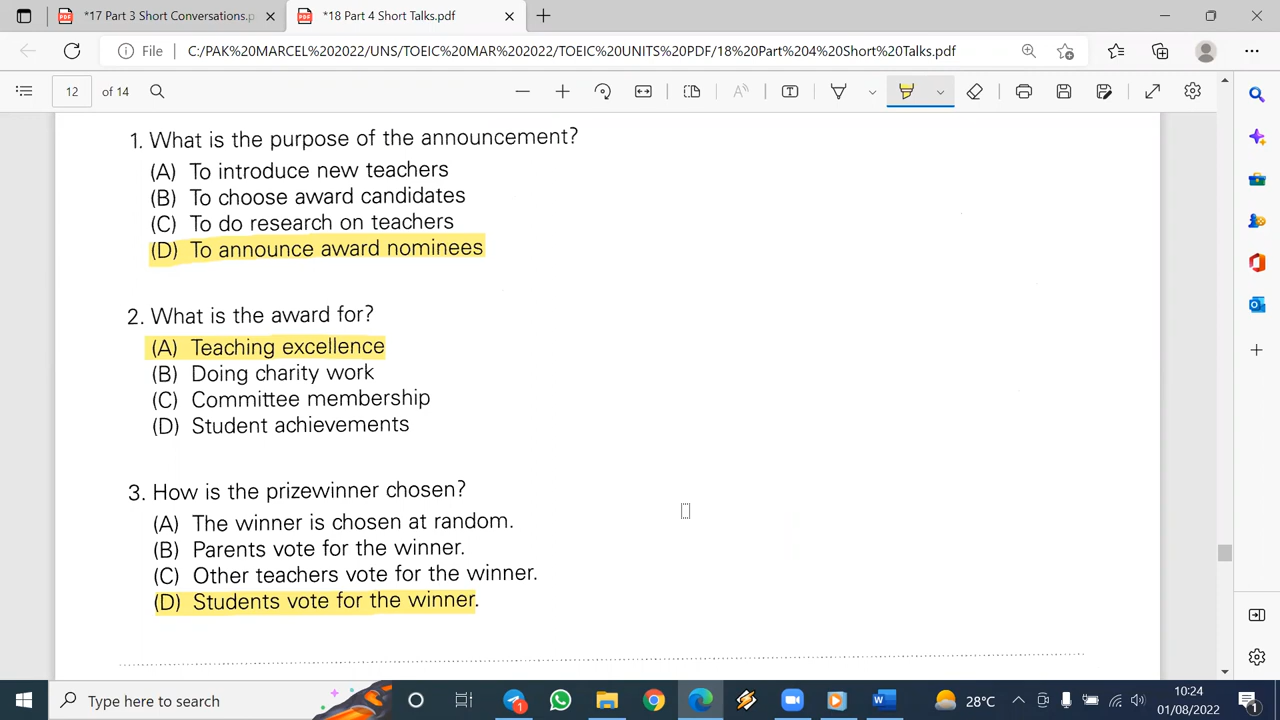 *17 Part 3 Short Conversations.p
*18 Part 4 Short Talks.pdf
File
C:/PAK%20MARCEL%202022/UNS/TOEIC%20MAR%202022/TOEIC%20UNITS%20PDF/18%20Part%204%20Short%20Talks.pdf
12 of 14
1. What is the purpose of the announcement?
(A) To introduce new teachers
(B) To choose award candidates
(C) To do research on teachers
(D) To announce award nominees
2. What is the award for?
(A) Teaching excellence
(B) Doing charity work
(C) Committee membership
(D) Student achievements
3. How is the prizewinner chosen?
(A) The winner is chosen at random.
(B) Parents vote for the winner.
(C) Other teachers vote for the winner.
(D) Students vote for the winner.
Type here to search
1
28°C
10:24
01/08/2022
1